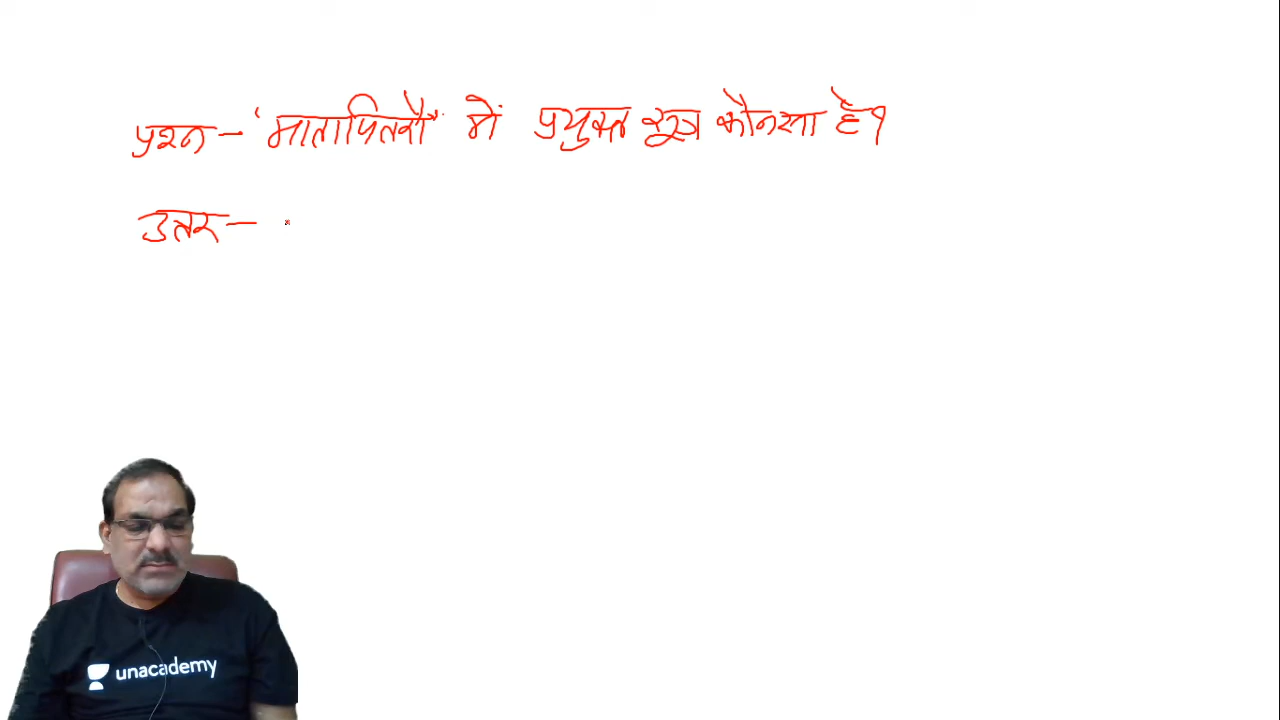 प्रश्न- 'मातापितरौ' में प्रयुक्त सूत्र कौनसा है?
उत्तर-
unacademy